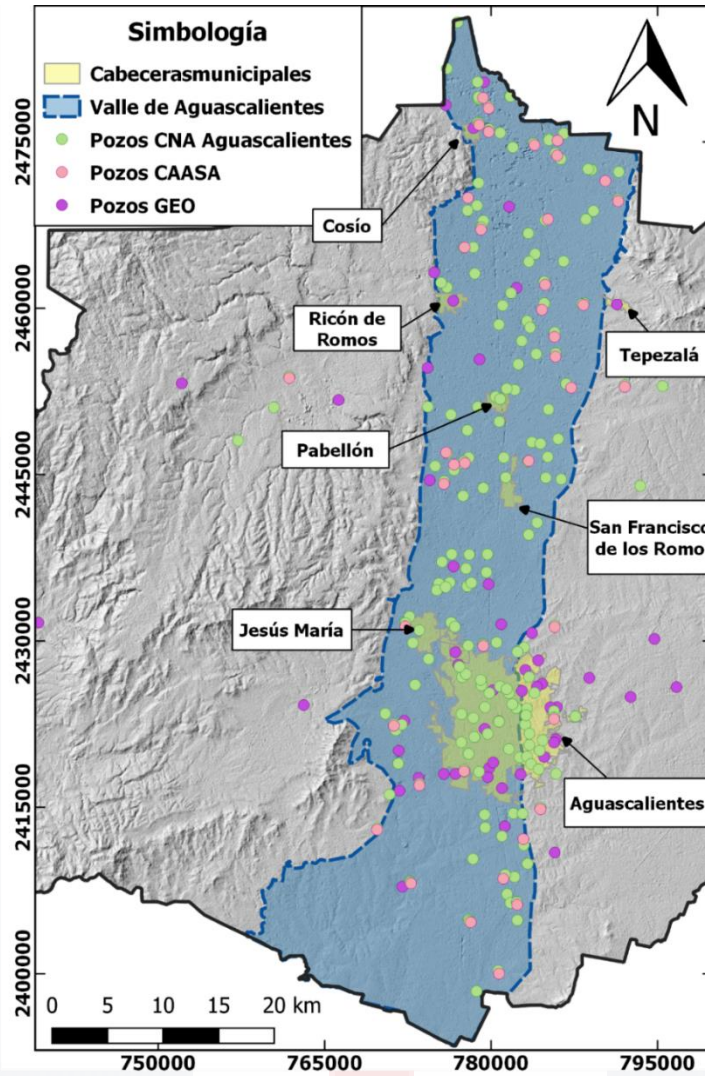 Simbología
Cabecerasmunicipales
Valle de Aguascalientes
Pozos CNA Aguascalientes
Pozos CAASA
Pozos GEO
N
2475000
Cosío
2460000
Ricón de
Romos
Tepezalá
Pabellón
2445000
San Francisco
de los Romo
Jesús María
2430000
2415000
Aguascalientes
2400000
0 5 10 15 20 km
750000 765000 780000 795000